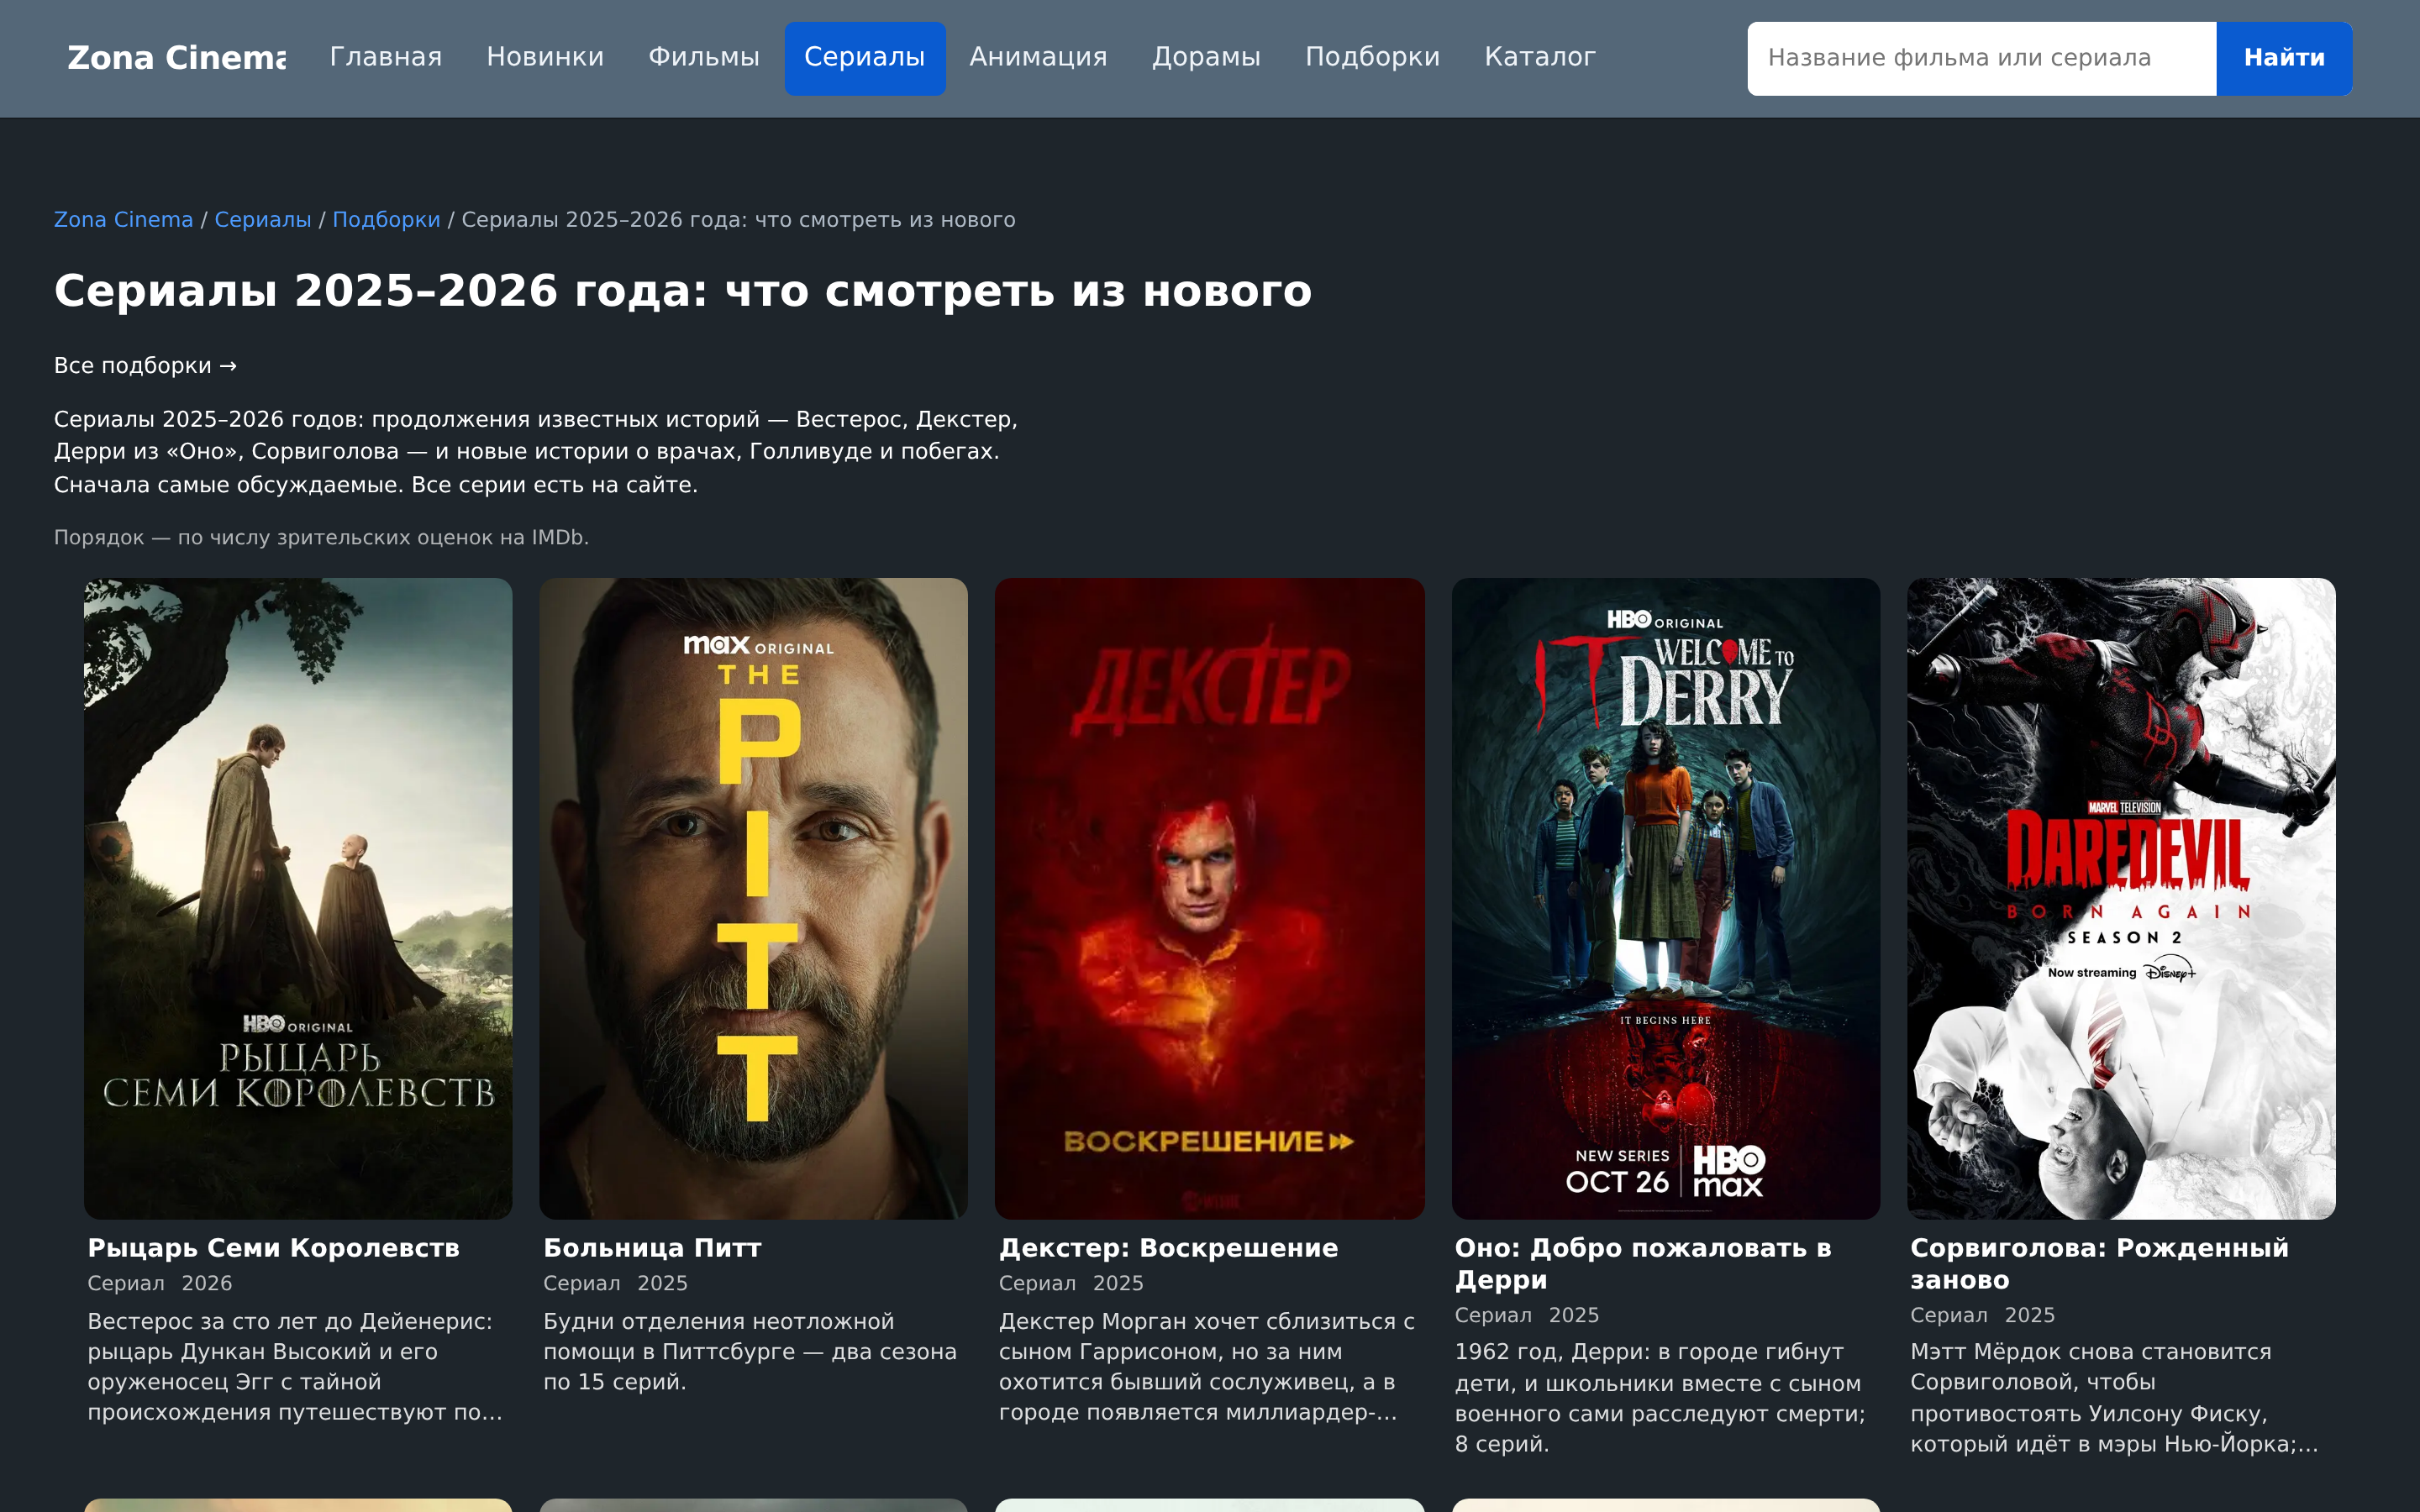 Zona Cinema
Главная Новинки Фильмы Сериалы Анимация Дорамы Подборки Каталог
Название фильма или сериала Найти
Zona Cinema / Сериалы / Подборки / Сериалы 2025–2026 года: что смотреть из нового
Сериалы 2025–2026 года: что смотреть из нового
Все подборки →
Сериалы 2025–2026 годов: продолжения известных историй — Вестерос, Декстер,
Дерри из «Оно», Сорвиголова — и новые истории о врачах, Голливуде и побегах.
Сначала самые обсуждаемые. Все серии есть на сайте.
Порядок — по числу зрительских оценок на IMDb.
HBO ORIGINAL
РЫЦАРЬ
СЕМИ КОРОЛЕВСТВ
Рыцарь Семи Королевств
Сериал 2026
Вестерос за сто лет до Дейенерис:
рыцарь Дункан Высокий и его
оруженосец Эгг с тайной
происхождения путешествуют по…
max ORIGINAL
THE
PITT
Больница Питт
Сериал 2025
Будни отделения неотложной
помощи в Питтсбурге — два сезона
по 15 серий.
ДЕКСТЕР
ВОСКРЕШЕНИЕ
Декстер: Воскрешение
Сериал 2025
Декстер Морган хочет сблизиться с
сыном Гаррисоном, но за ним
охотится бывший сослуживец, а в
городе появляется миллиардер-…
HBO ORIGINAL
IT WELCOME TO
DERRY
IT BEGINS HERE
NEW SERIES
OCT 26
HBO
max
Оно: Добро пожаловать в
Дерри
Сериал 2025
1962 год, Дерри: в городе гибнут
дети, и школьники вместе с сыном
военного сами расследуют смерти;
8 серий.
MARVEL TELEVISION
DAREDEVIL
BORN AGAIN
SEASON 2
Now streaming Disney+
Сорвиголова: Рожденный
заново
Сериал 2025
Мэтт Мёрдок снова становится
Сорвиголовой, чтобы
противостоять Уилсону Фиску,
который идёт в мэры Нью-Йорка;…